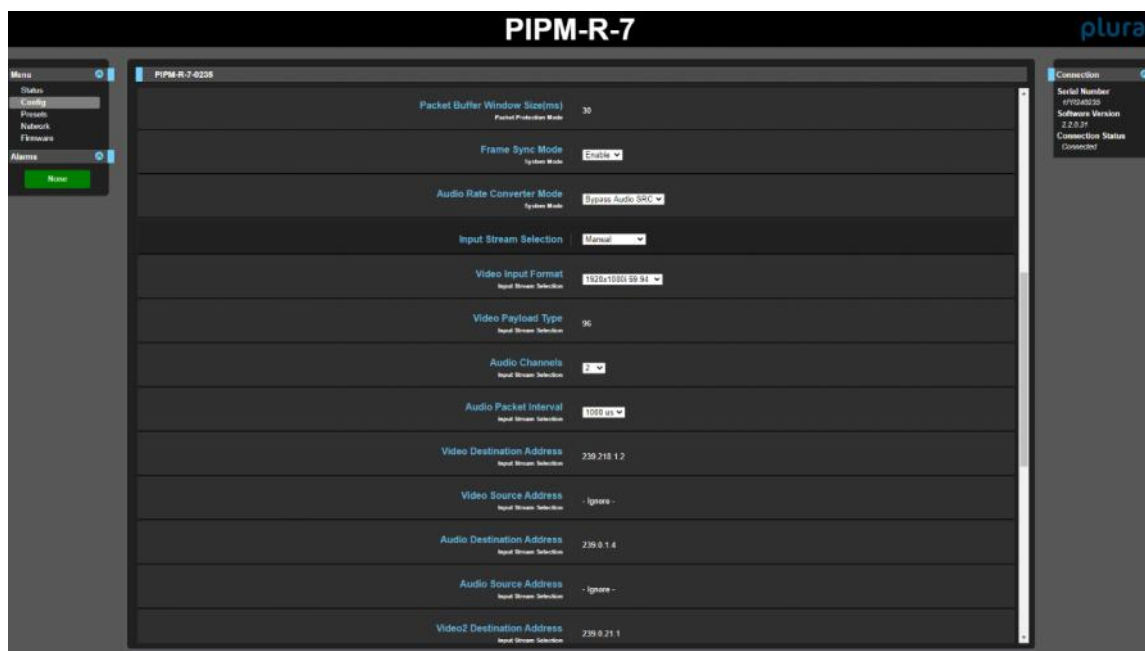 PIPM-R-7
plura
Menu
Status
Config
Presets
Network
Firmware
Alarms
None
PIPM-R-7-0235
Packet Buffer Window Size(ms)
Packet Protection Mode
30
Frame Sync Mode
System Mode
Enable
Audio Rate Converter Mode
System Mode
Bypass Audio SRC
Input Stream Selection
Manual
Video Input Format
Input Stream Selection
1920x1080i 59.94
Video Payload Type
Input Stream Selection
96
Audio Channels
Input Stream Selection
2
Audio Packet Interval
Input Stream Selection
1000 us
Video Destination Address
Input Stream Selection
239.218.1.2
Video Source Address
Input Stream Selection
- Ignore -
Audio Destination Address
Input Stream Selection
239.0.1.4
Audio Source Address
Input Stream Selection
- Ignore -
Video2 Destination Address
Input Stream Selection
239.0.21.1
Connection
Serial Number
Software Version
2.2.0.31
Connection Status
Connected